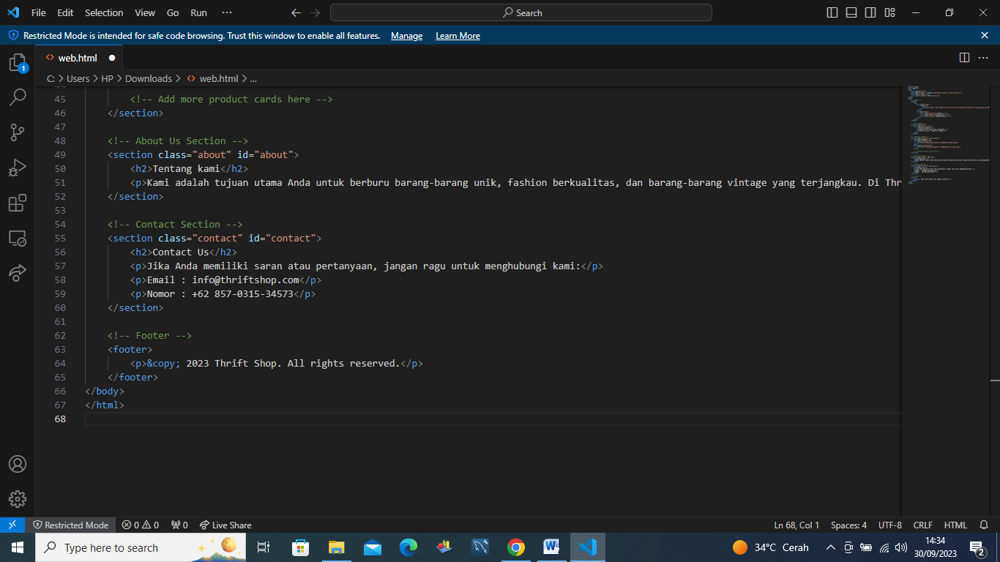 File Edit Selection View Go Run ··· Search
Restricted Mode is intended for safe code browsing. Trust this window to enable all features. Manage Learn More
web.html
C: > Users > HP > Downloads > web.html > ...
45 <!-- Add more product cards here -->
46 </section>
47
48 <!-- About Us Section -->
49 <section class="about" id="about">
50 <h2>Tentang kami</h2>
51 <p>Kami adalah tujuan utama Anda untuk berburu barang-barang unik, fashion berkualitas, dan barang-barang vintage yang terjangkau. Di Thr
52 </section>
53
54 <!-- Contact Section -->
55 <section class="contact" id="contact">
56 <h2>Contact Us</h2>
57 <p>Jika Anda memiliki saran atau pertanyaan, jangan ragu untuk menghubungi kami:</p>
58 <p>Email : info@thriftshop.com</p>
59 <p>Nomor : +62 857-0315-34573</p>
60 </section>
61
62 <!-- Footer -->
63 <footer>
64 <p>&copy; 2023 Thrift Shop. All rights reserved.</p>
65 </footer>
66 </body>
67 </html>
68
1
Restricted Mode 0 0 0 Live Share Ln 68, Col 1 Spaces: 4 UTF-8 CRLF HTML
Type here to search 34°C Cerah 14:34
30/09/2023 2